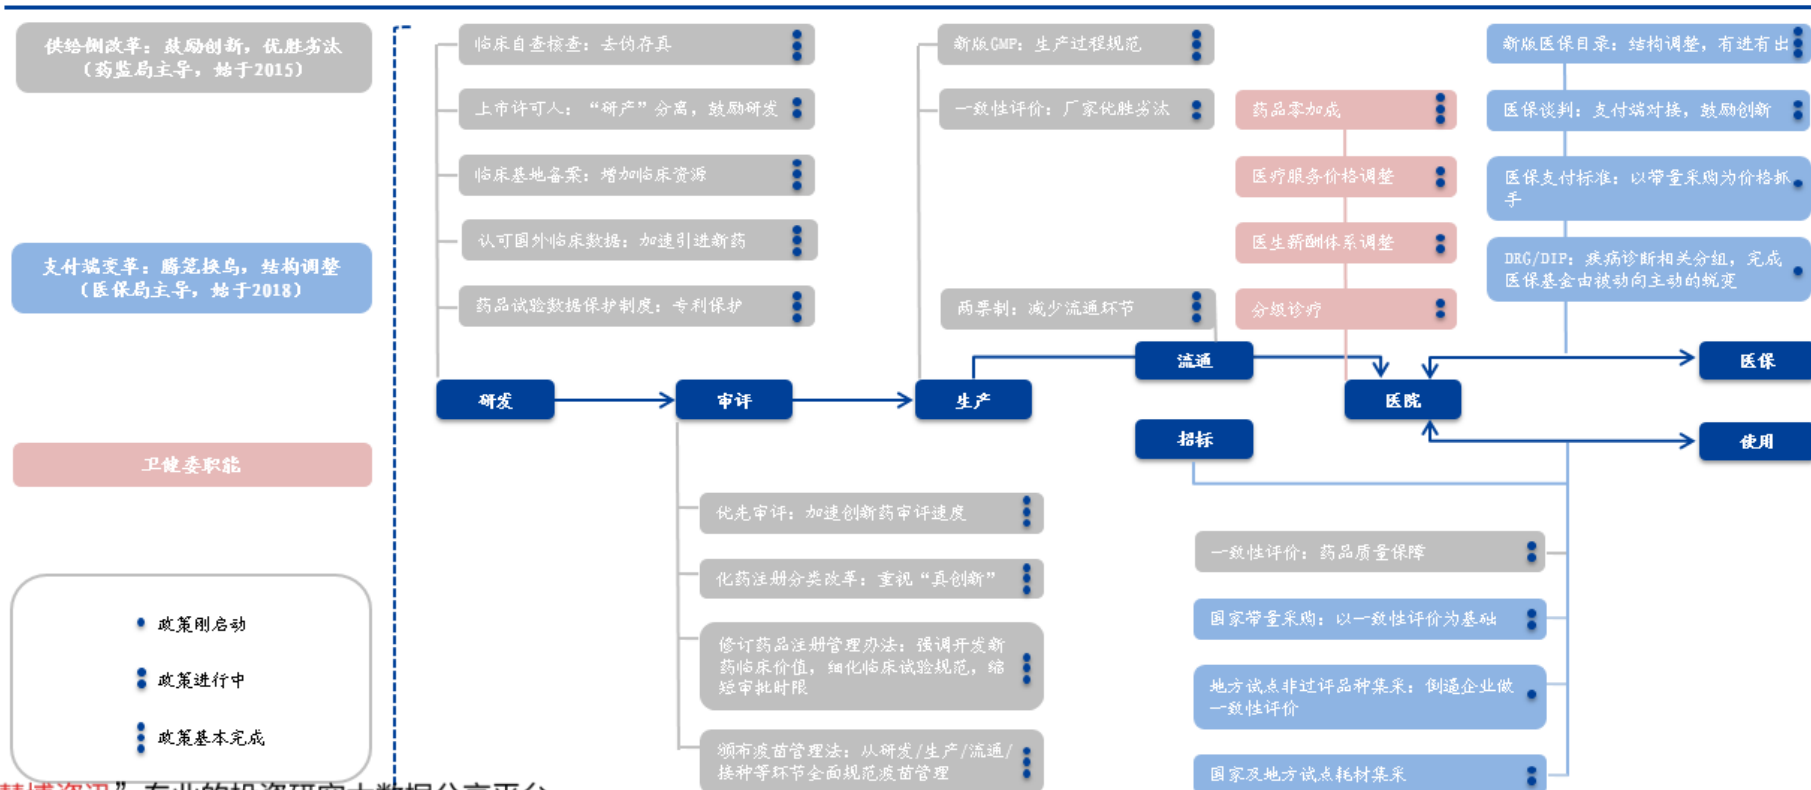 供给侧改革：鼓励创新，优胜劣汰
（药监局主导，始于2015）
支付端变革：腾笼换鸟，结构调整
（医保局主导，始于2018）
卫健委职能
政策刚启动
政策进行中
政策基本完成
临床自查核查：去伪存真
上市许可人：“研产”分离，鼓励研发
临床基地备案：增加临床资源
认可国外临床数据：加速引进新药
药品试验数据保护制度：专利保护
新版GMP：生产过程规范
一致性评价：厂家优胜劣汰
两票制：减少流通环节
药品零加成
医疗服务价格调整
医生薪酬体系调整
分级诊疗
新版医保目录：结构调整，有进有出
医保谈判：支付端对接，鼓励创新
医保支付标准：以带量采购为价格抓
手
DRG/DIP：疾病诊断相关分组，完成
医保基金由被动向主动的蜕变
研发
审评
生产
流通
招标
医院
医保
使用
优先审评：加速创新药审评速度
化药注册分类改革：重视“真创新”
修订药品注册管理办法：强调开发新
药临床价值，细化临床试验规范，缩
短审批时限
颁布疫苗管理法：从研发/生产/流通/
接种等环节全面规范疫苗管理
一致性评价：药品质量保障
国家带量采购：以一致性评价为基础
地方试点非过评品种集采：倒逼企业做
一致性评价
国家及地方试点耗材集采
慧博资讯”专业的投资研究大数据分享平台